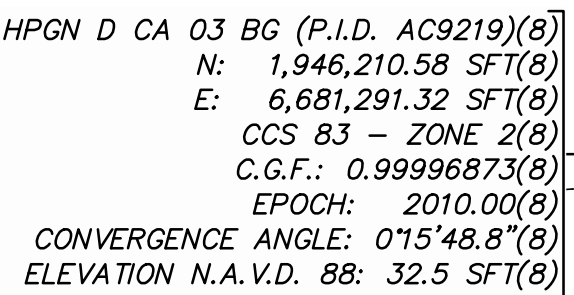 HPGN D CA 03 BG (P.I.D. AC9219)(8)
N: 1,946,210.58 SFT(8)
E: 6,681,291.32 SFT(8)
CCS 83 – ZONE 2(8)
C.G.F.: 0.99996873(8)
EPOCH: 2010.00(8)
CONVERGENCE ANGLE: 0°15'48.8"(8)
ELEVATION N.A.V.D. 88: 32.5 SFT(8)